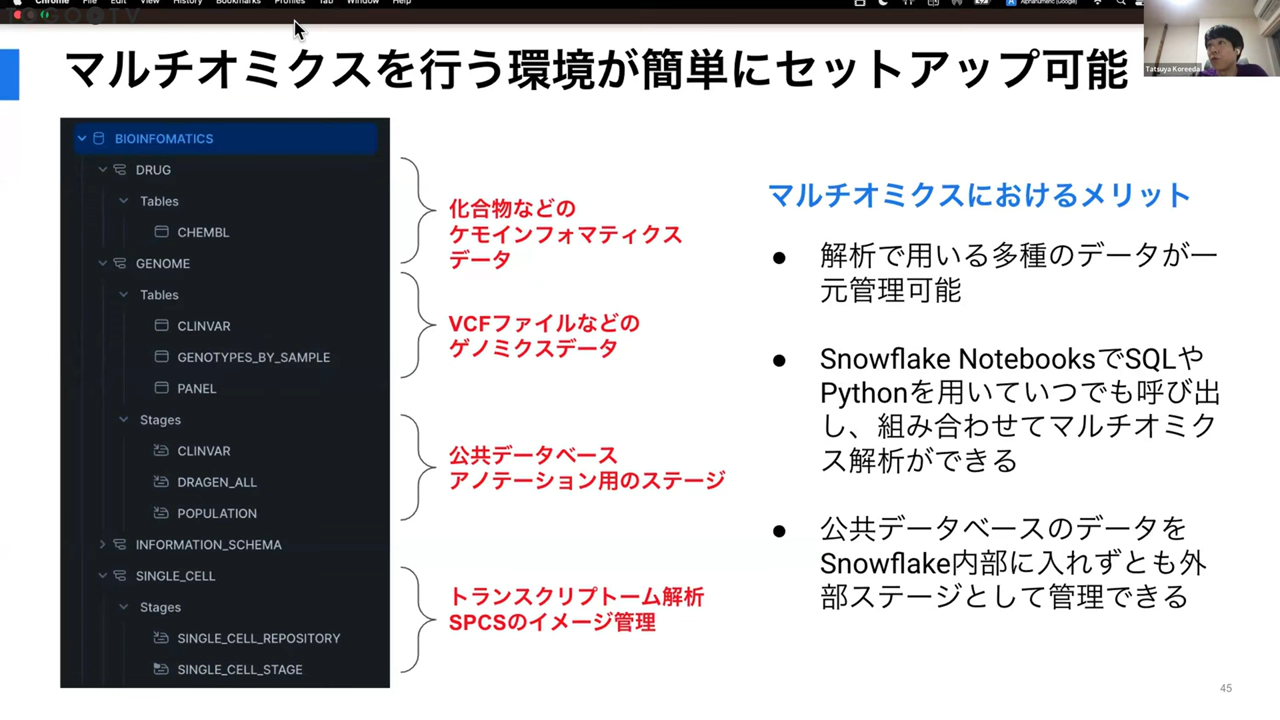 Chrome File Edit View History Bookmarks Profiles Tab Window Help
TOGO TV
Tatsuya Koreeda
マルチオミクスを行う環境が簡単にセットアップ可能
BIOINFOMATICS
DRUG
Tables
CHEMBL
GENOME
Tables
CLINVAR
GENOTYPES_BY_SAMPLE
PANEL
Stages
CLINVAR
DRAGEN_ALL
POPULATION
INFORMATION_SCHEMA
SINGLE_CELL
Stages
SINGLE_CELL_REPOSITORY
SINGLE_CELL_STAGE
化合物などの
ケモインフォマティクス
データ
VCFファイルなどの
ゲノミクスデータ
公共データベース
アノテーション用のステージ
トランスクリプトーム解析
SPCSのイメージ管理
マルチオミクスにおけるメリット
● 解析で用いる多種のデータが一
元管理可能
● Snowflake NotebooksでSQLや
Pythonを用いていつでも呼び出
し、組み合わせてマルチオミク
ス解析ができる
● 公共データベースのデータを
Snowflake内部に入れずとも外
部ステージとして管理できる
45